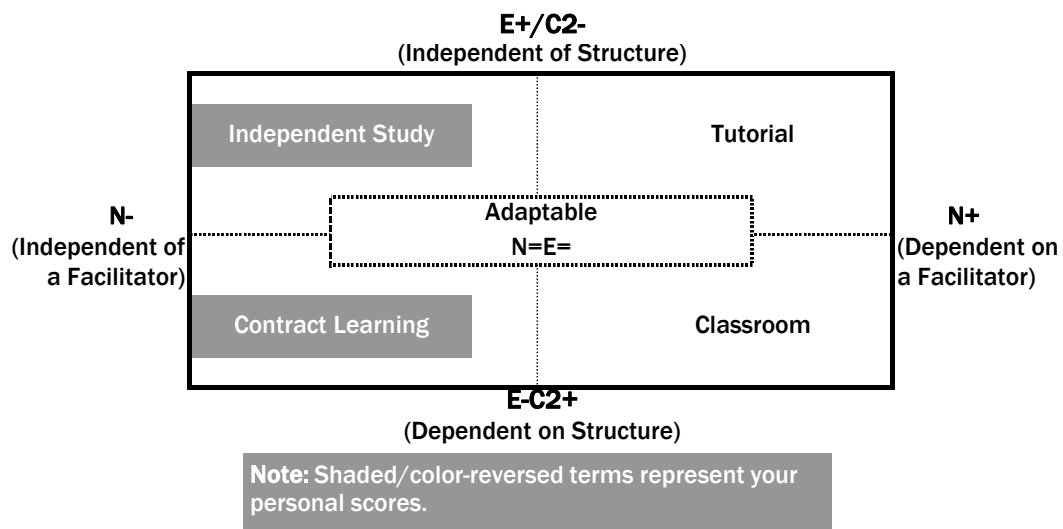 E+/C2-
(Independent of Structure)
Independent Study
Tutorial
N-
(Independent of
a Facilitator)
Adaptable
N=E=
N+
(Dependent on
a Facilitator)
Contract Learning
Classroom
E-C2+
(Dependent on Structure)
Note: Shaded/color-reversed terms represent your
personal scores.